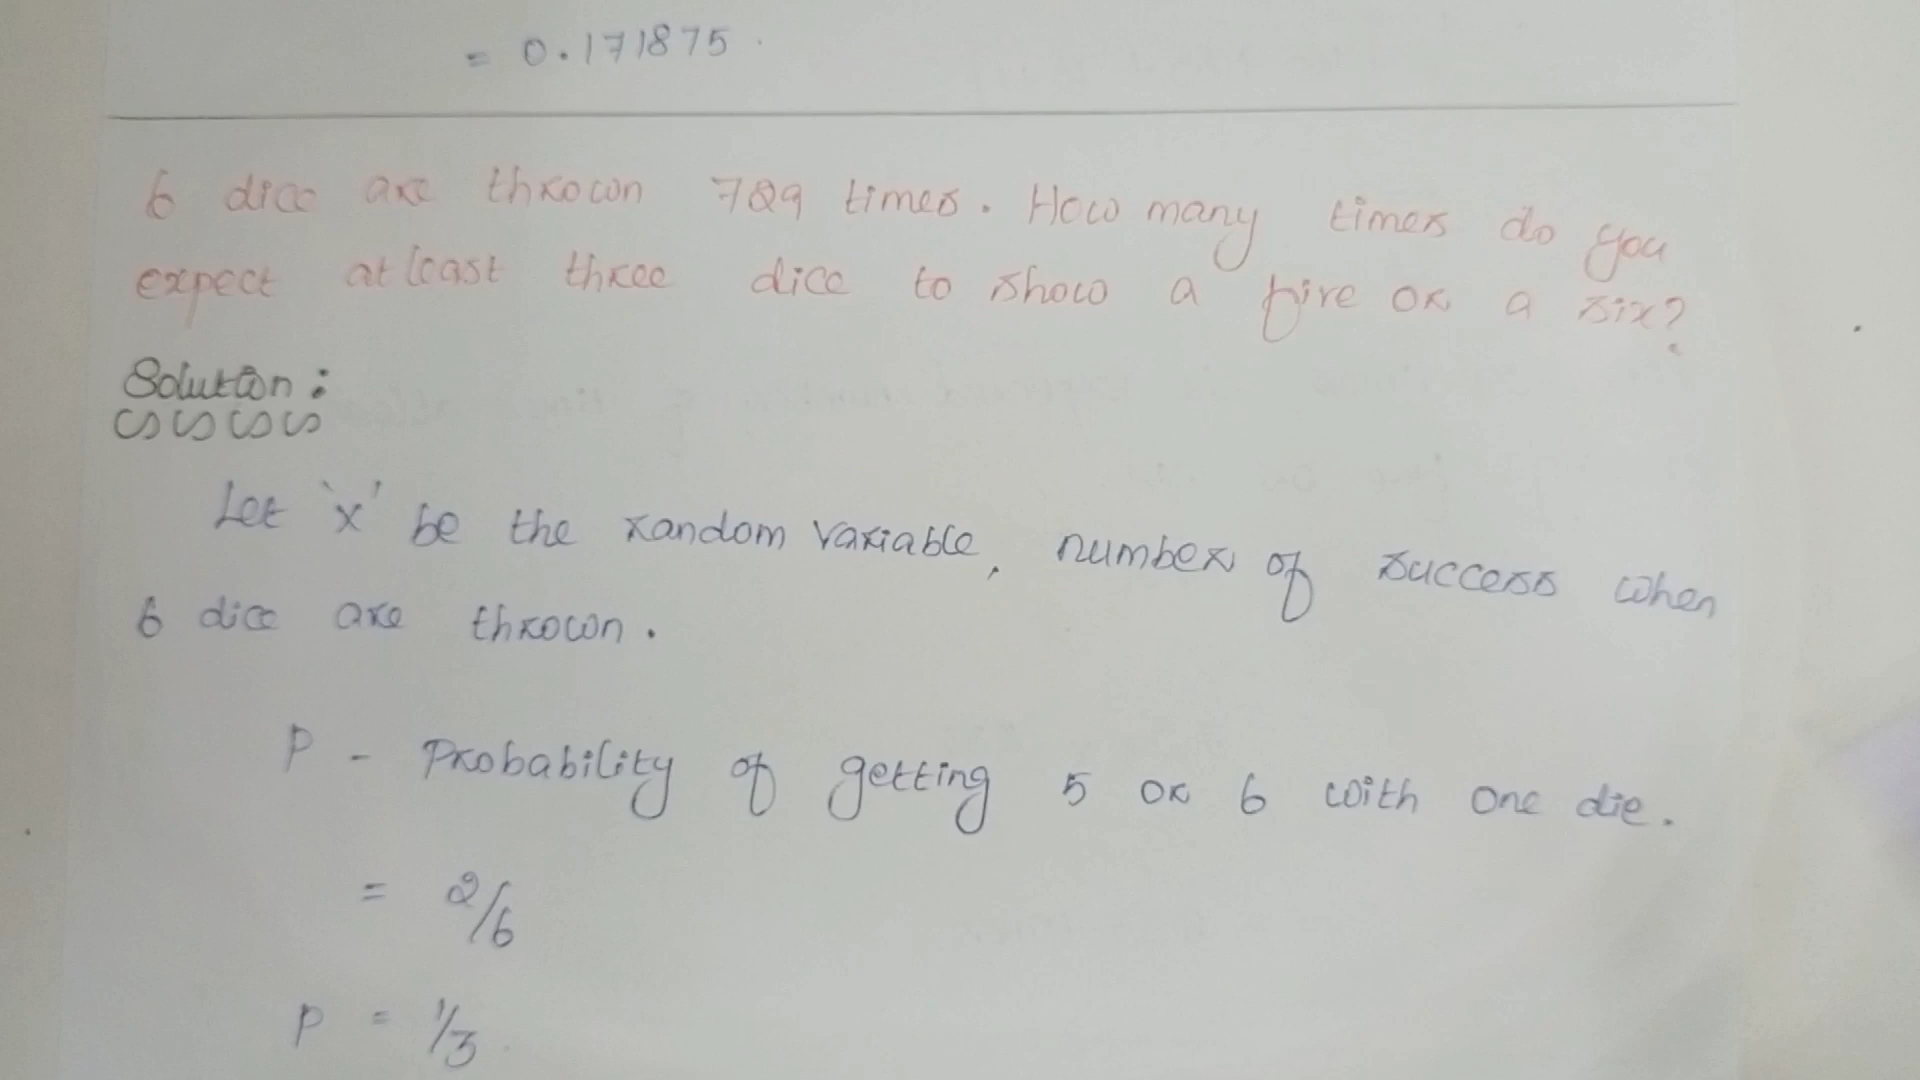 = 0.171875.
6 dice are thrown 729 times. How many times do you
expect atleast three dice to show a five or a six?
Solution:
Let 'x' be the random variable, number of success when
6 dice are thrown.
P - Probability of getting 5 or 6 with one die.
= 2/6
P = 1/3.